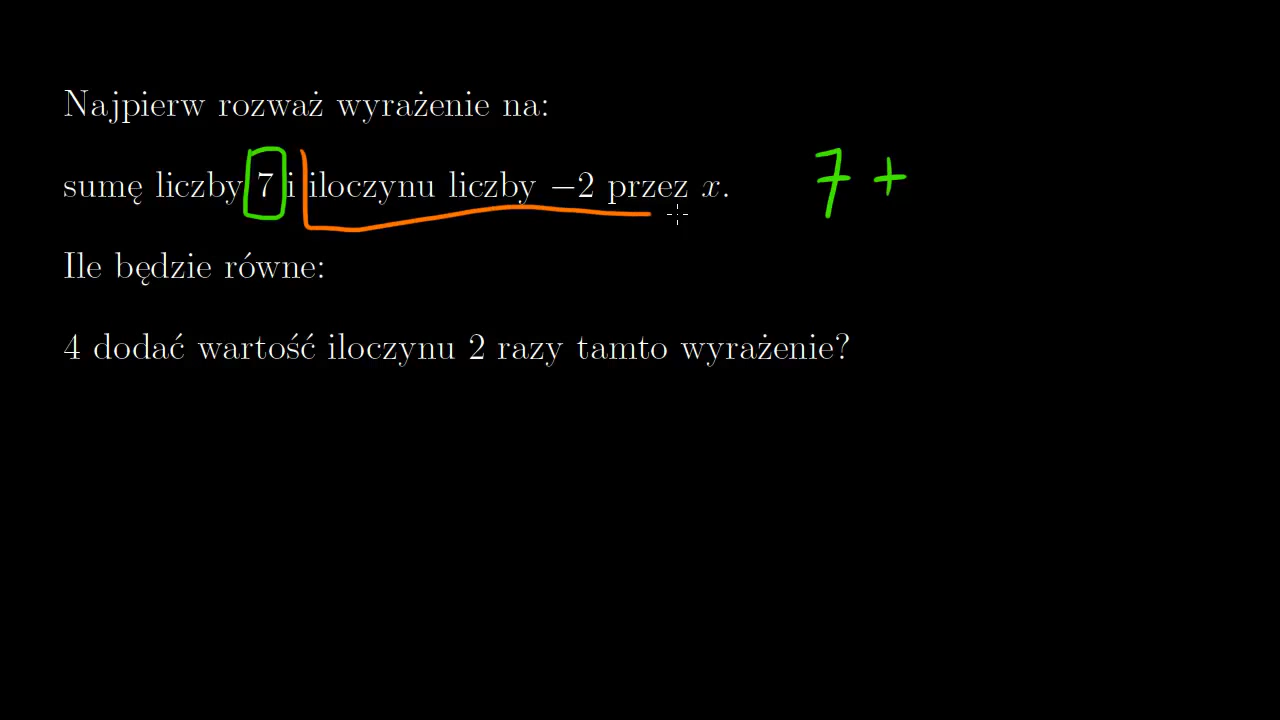 Najpierw rozważ wyrażenie na:
sumę liczby 7 i iloczynu liczby −2 przez x. 7 +
Ile będzie równe:
4 dodać wartość iloczynu 2 razy tamto wyrażenie?